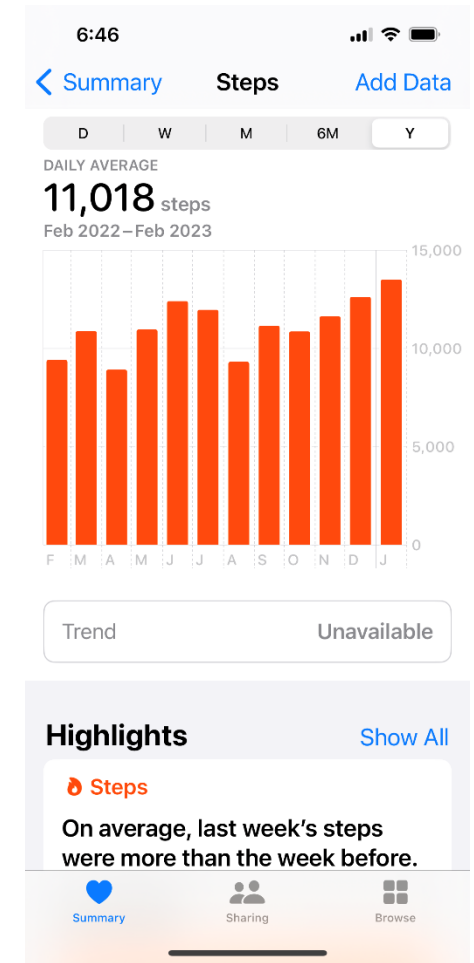 6:46
Summary Steps Add Data
D W M 6M Y
DAILY AVERAGE
11,018 steps
Feb 2022–Feb 2023
15,000
10,000
5,000
0
F M A M J J A S O N D J
Trend Unavailable
Highlights Show All
Steps
On average, last week's steps
were more than the week before.
Summary Sharing Browse